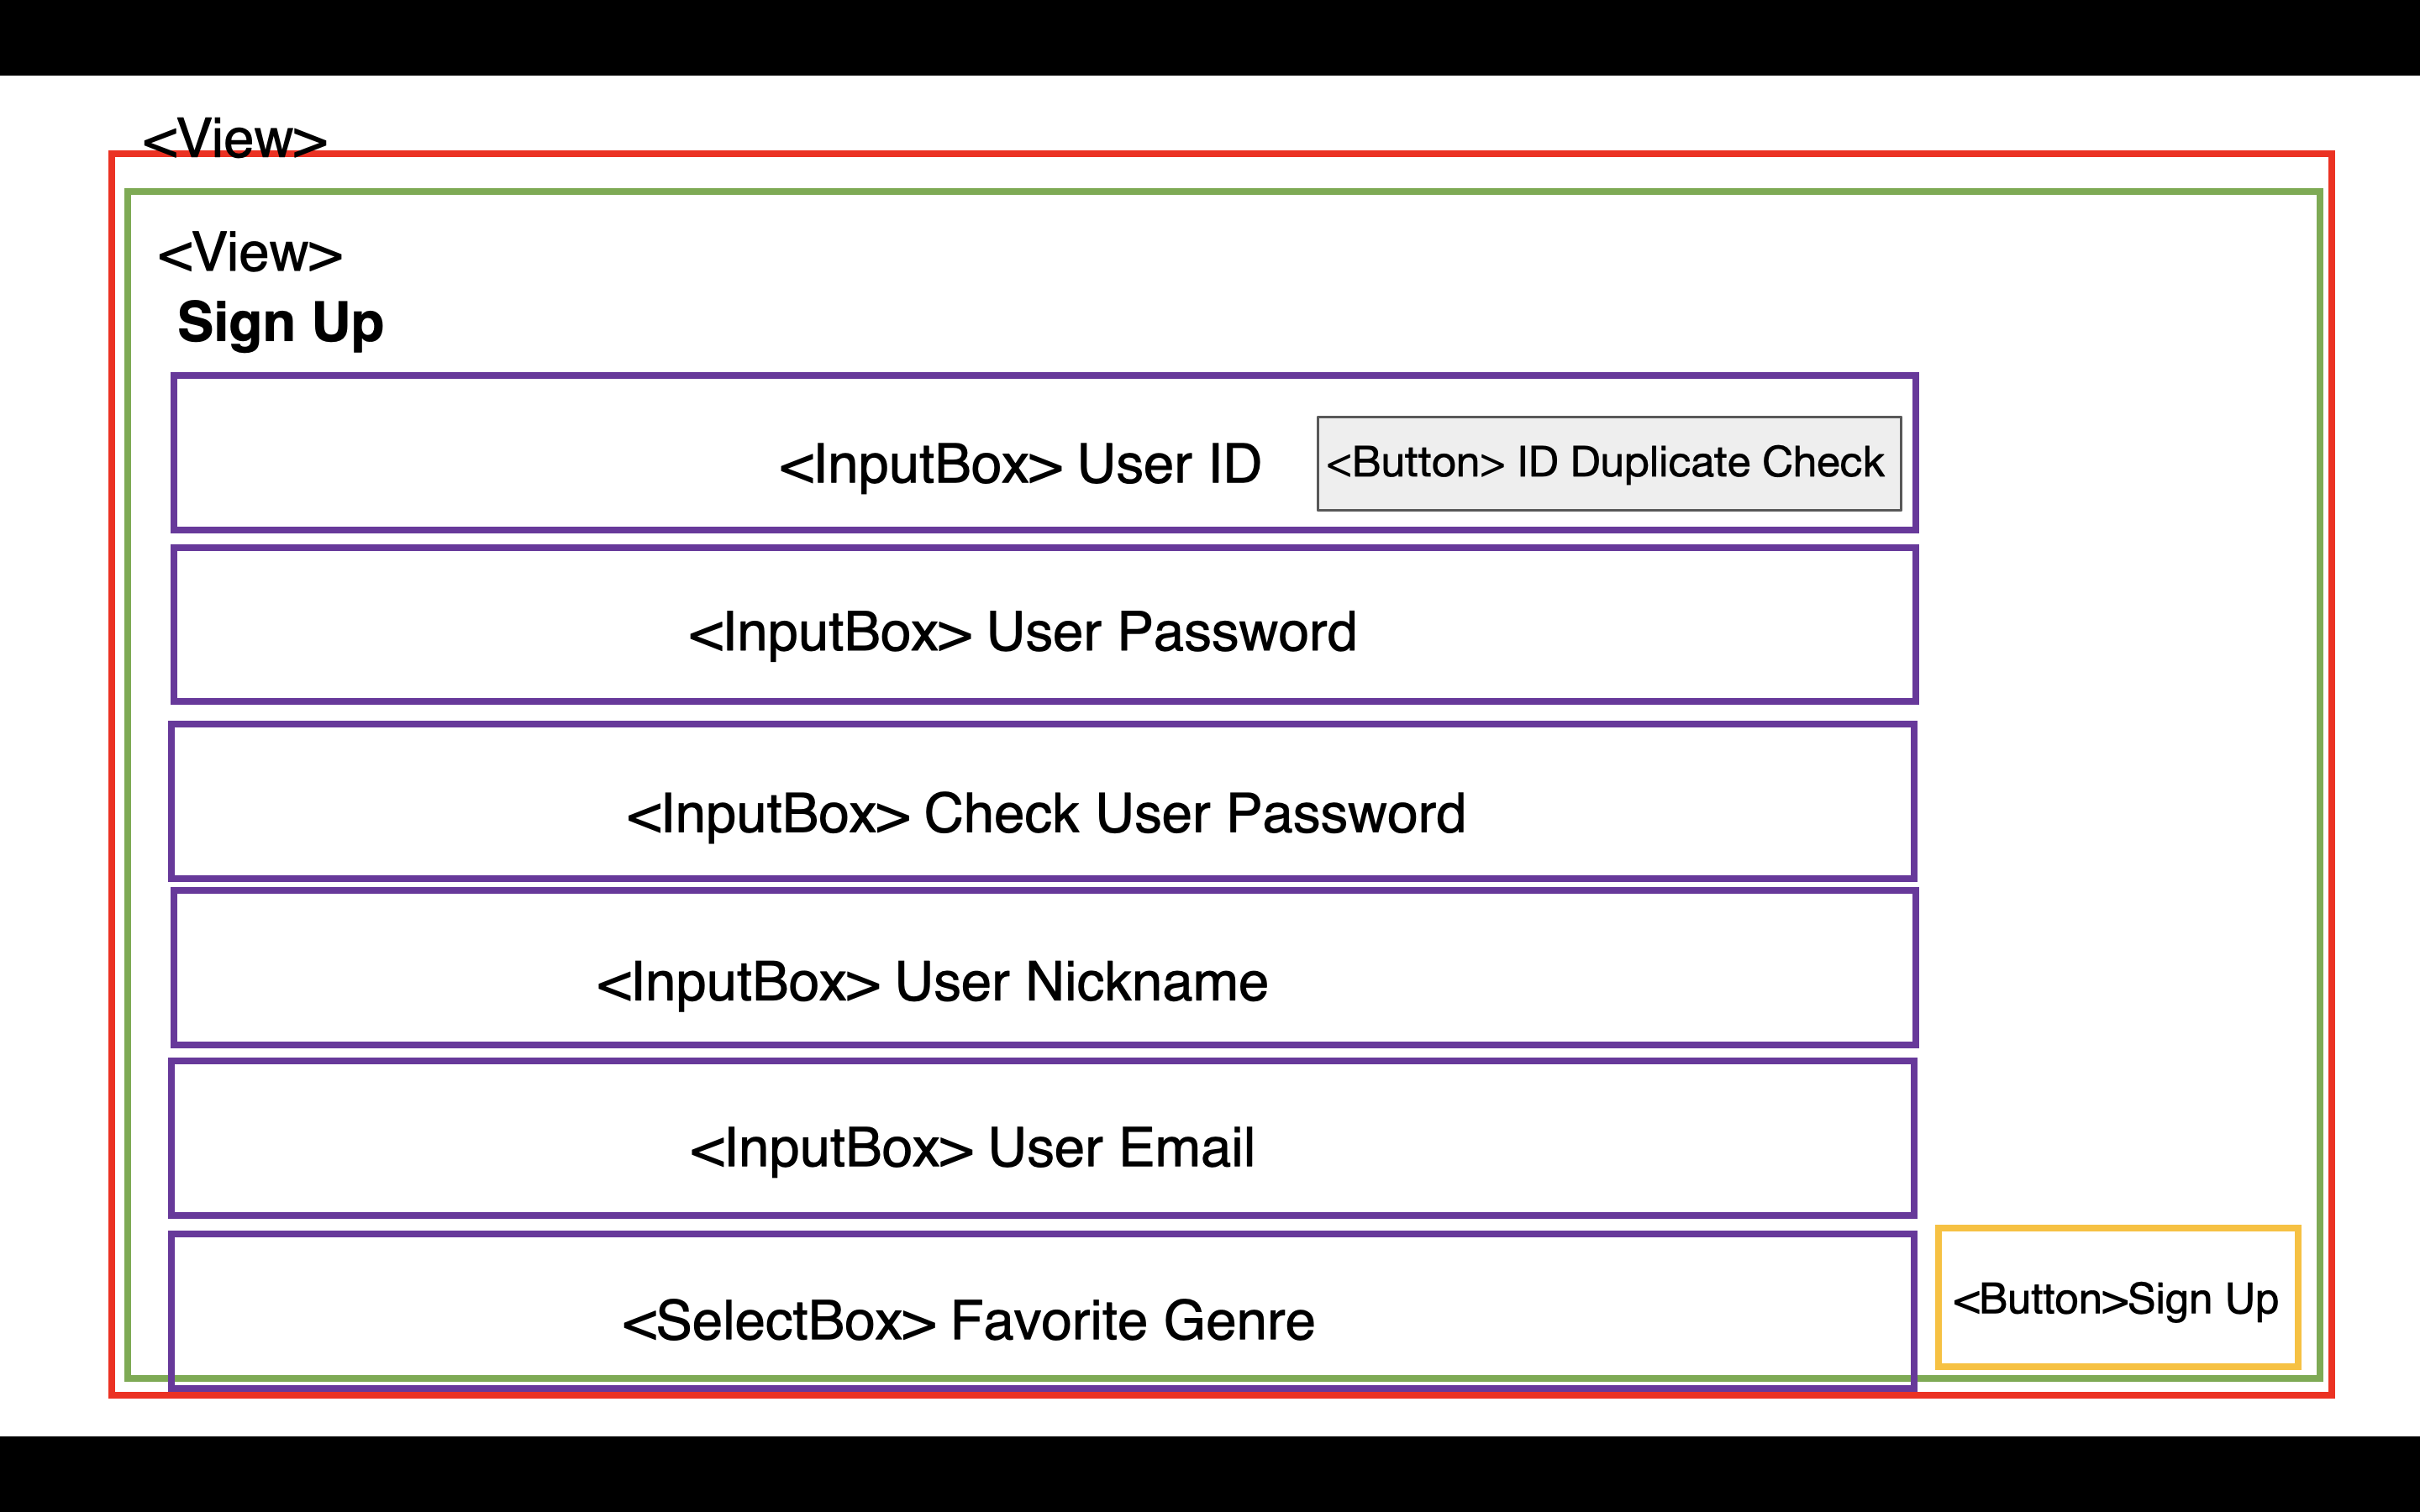 <View>
<View>
Sign Up
<InputBox> User ID
<Button> ID Duplicate Check
<InputBox> User Password
<InputBox> Check User Password
<InputBox> User Nickname
<InputBox> User Email
<SelectBox> Favorite Genre
<Button>Sign Up